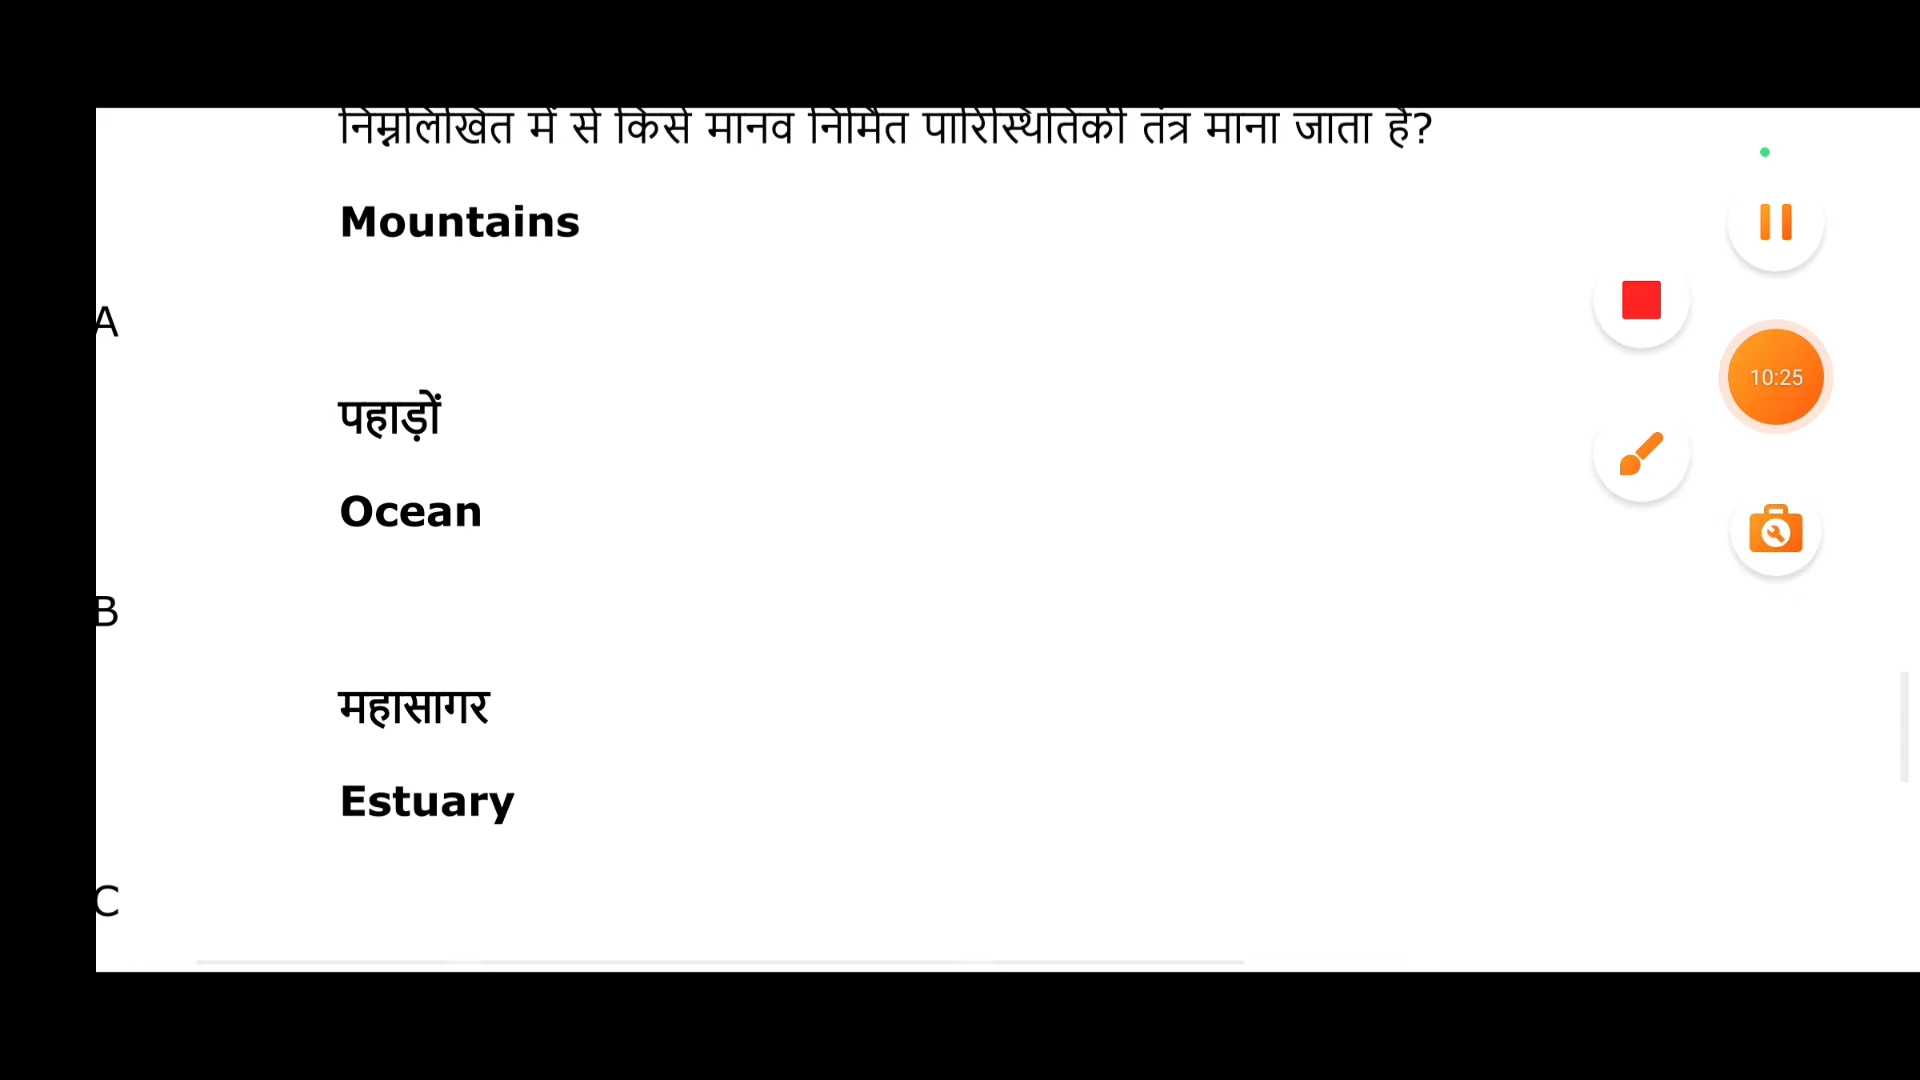 निम्नलिखित में से किसे मानव निर्मित पारिस्थितिकी तंत्र माना जाता है?
Mountains
A
पहाड़ों
Ocean
B
महासागर
Estuary
C
10:25